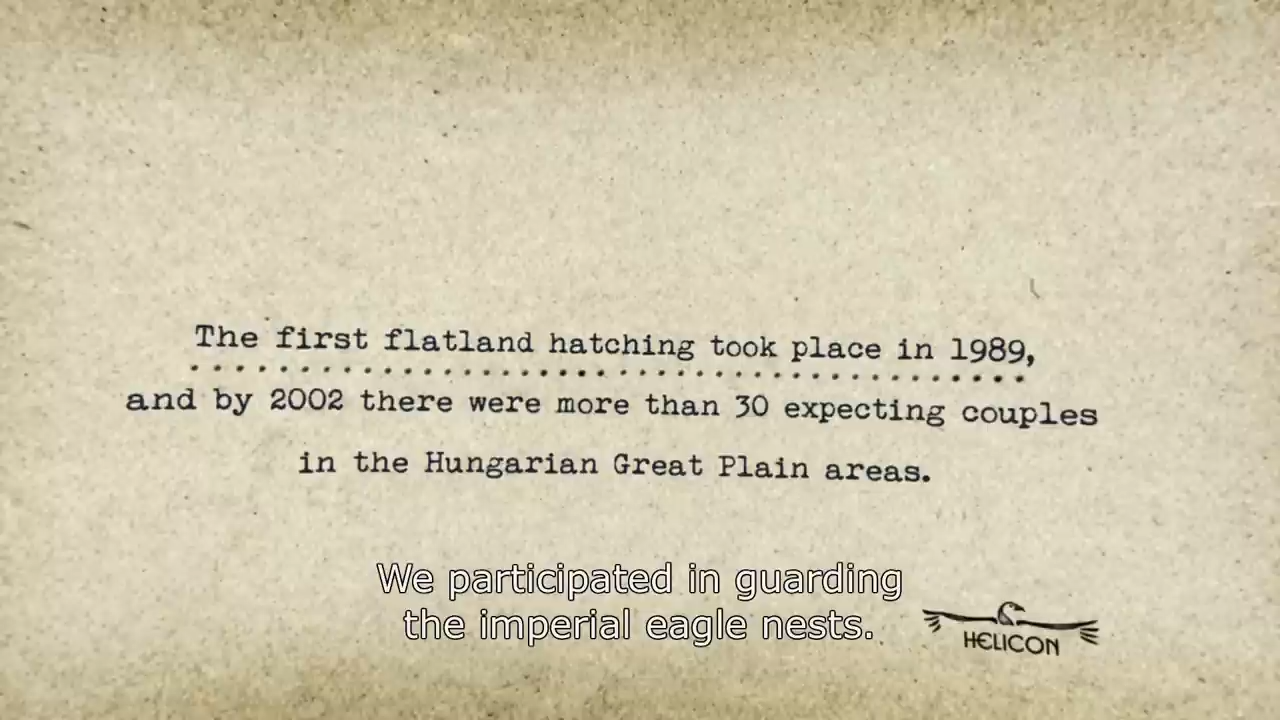 The first flatland hatching took place in 1989,
and by 2002 there were more than 30 expecting couples
in the Hungarian Great Plain areas.
We participated in guarding
the imperial eagle nests.
HELICON